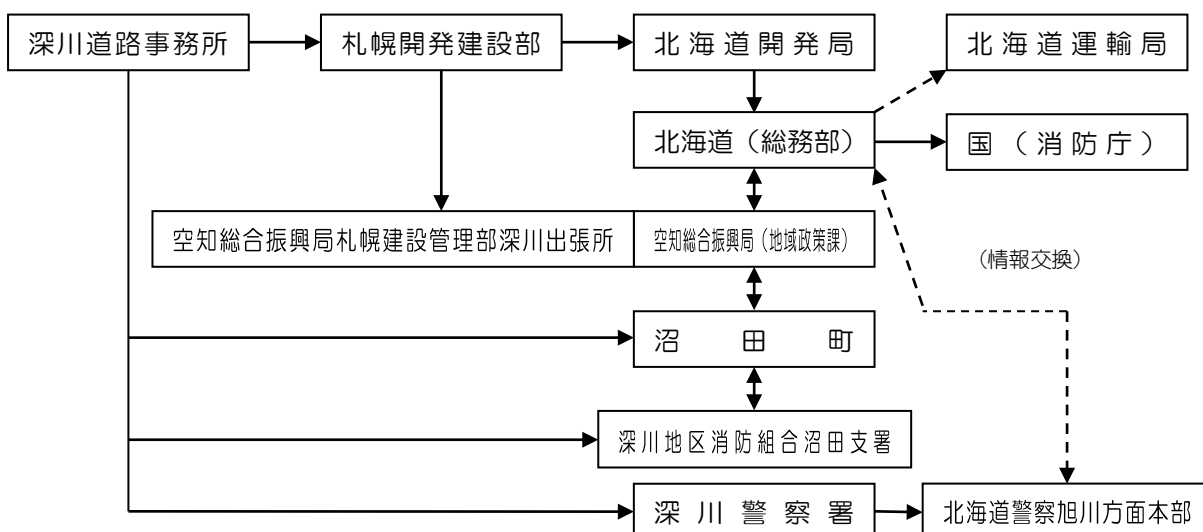 深川道路事務所
札幌開発建設部
北海道開発局
北海道運輸局
北海道（総務部）
国（消防庁）
空知総合振興局札幌建設管理部深川出張所
空知総合振興局（地域政策課）
（情報交換）
沼田町
深川地区消防組合沼田支署
深川警察署
北海道警察旭川方面本部